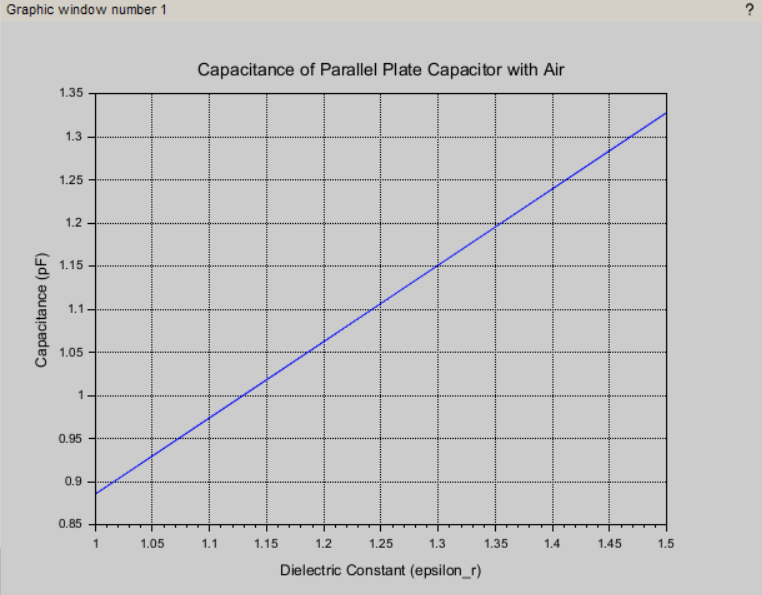 Graphic window number 1
?
Capacitance of Parallel Plate Capacitor with Air
1.35
1.3
1.25
1.2
1.15
1.1
1.05
1
0.95
0.9
0.85
Capacitance (pF)
1 1.05 1.1 1.15 1.2 1.25 1.3 1.35 1.4 1.45 1.5
Dielectric Constant (epsilon_r)